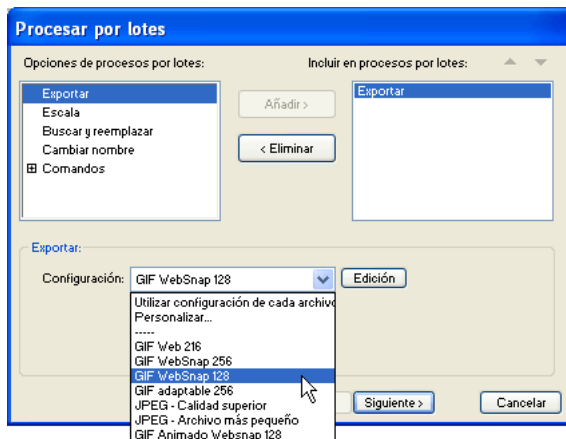 Procesar por lotes
Opciones de procesos por lotes:
Incluir en procesos por lotes:
Exportar
Escala
Buscar y reemplazar
Cambiar nombre
Comandos
Añadir >
< Eliminar
Exportar
Exportar:
Configuración:
GIF WebSnap 128
Edición
Utilizar configuración de cada archivo
Personalizar...
-----
GIF Web 216
GIF WebSnap 256
GIF WebSnap 128
GIF adaptable 256
JPEG - Calidad superior
JPEG - Archivo más pequeño
GIF Animado Websnap 128
Siguiente >
Cancelar